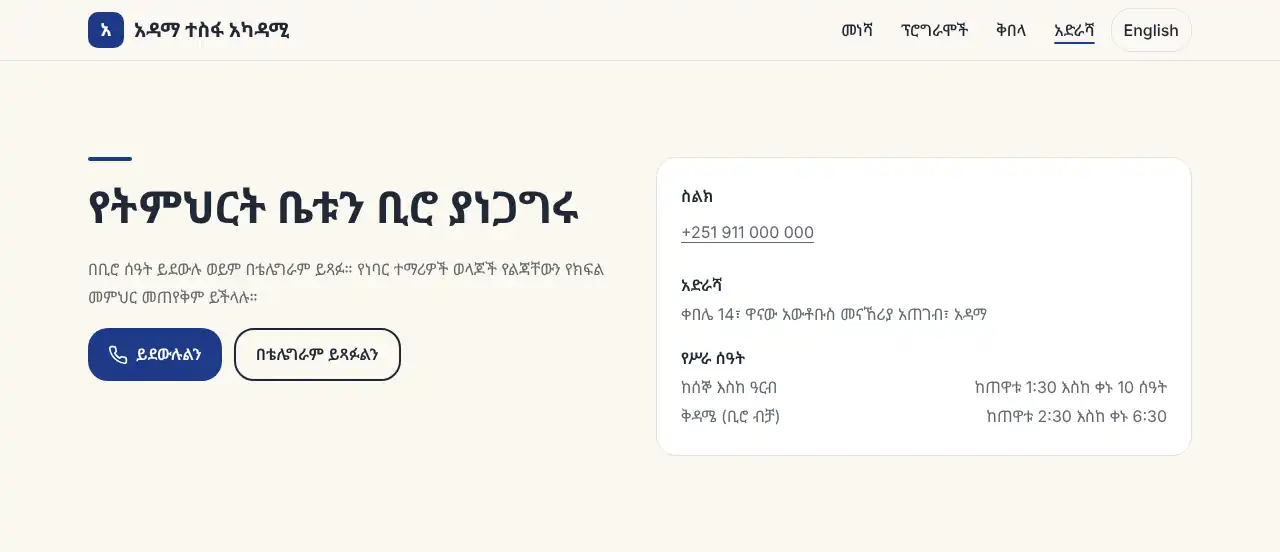 አ አዳማ ተስፋ አካዳሚ
መነሻ ፕሮግራሞች ቅበላ አድራሻ English
የትምህርት ቤቱን ቢሮ ያነጋግሩ
በቢሮ ሰዓት ይደውሉ ወይም በቴሌግራም ይጻፉ። የነባር ተማሪዎች ወላጆች የልጃቸውን የክፍል
መምህር መጠየቅም ይችላሉ።
ይደውሉልን
በቴሌግራም ይጻፉልን
ስልክ
+251 911 000 000
አድራሻ
ቀበሌ 14፣ ዋናው አውቶቡስ መናኸሪያ አጠገብ፣ አዳማ
የሥራ ሰዓት
ከሰኞ እስከ ዓርብ ከጠዋቱ 1:30 እስከ ቀኑ 10 ሰዓት
ቅዳሜ (ቢሮ ብቻ) ከጠዋቱ 2:30 እስከ ቀኑ 6:30